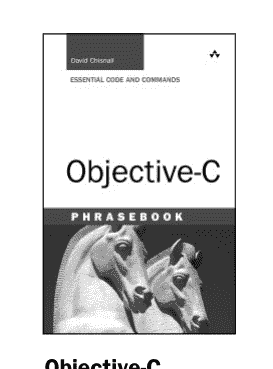 David Chisnall
ESSENTIAL CODE AND COMMANDS
Objective-C
PHRASEBOOK
Objective-C